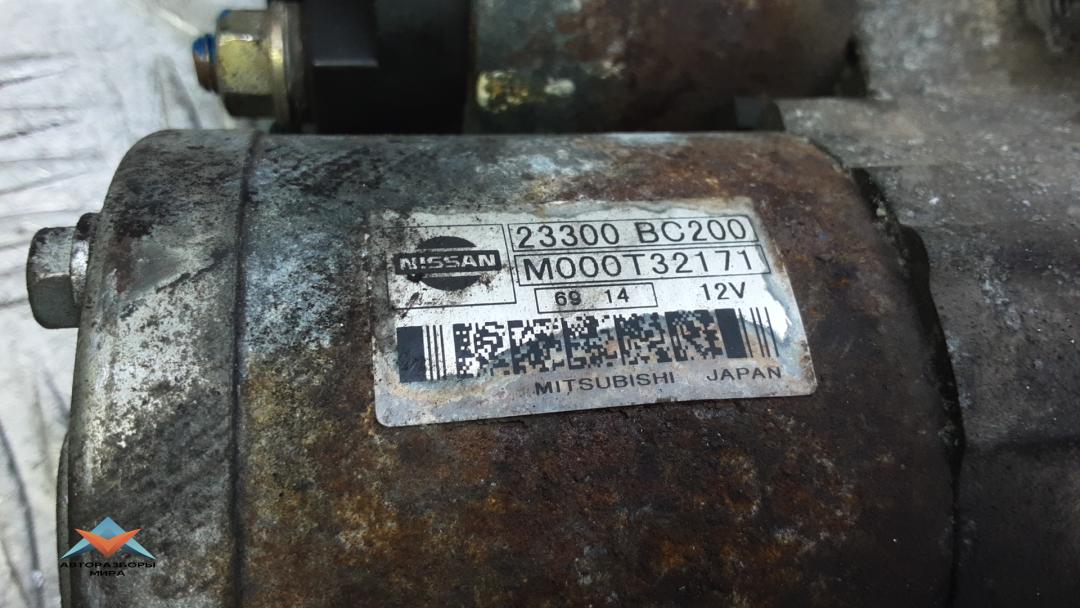 NISSAN
23300 BC200
M000T32171
69 14
12V
MITSUBISHI JAPAN
АВТОРАЗБОРЫ
МИРА